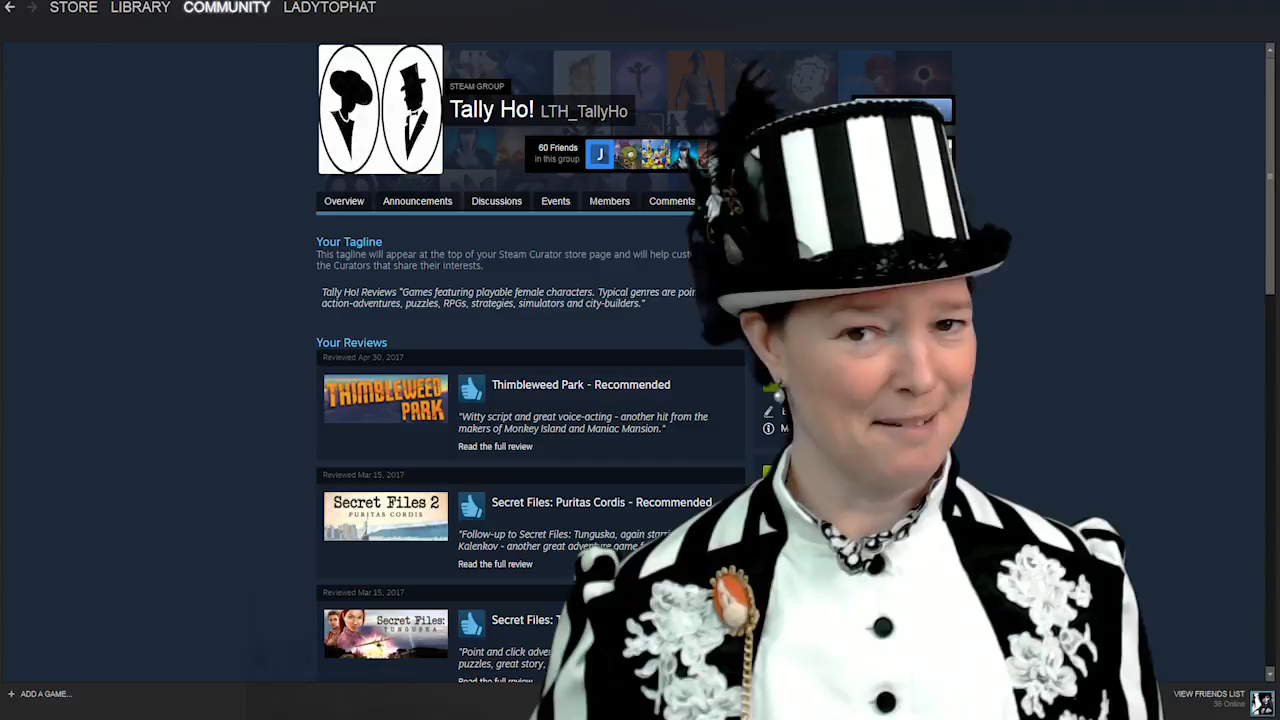 STORE LIBRARY COMMUNITY LADYTOPHAT
STEAM GROUP
Tally Ho! LTH_TallyHo
60 Friends
in this group
J
Overview Announcements Discussions Events Members Comments
Your Tagline
This tagline will appear at the top of your Steam Curator store page and will help
the Curators that share their interests.
Tally Ho! Reviews "Games featuring playable female characters. Typical genres are
action-adventures, puzzles, RPGs, strategies, simulators and city-builders."
Your Reviews
Reviewed Apr 30, 2017
THIMBLEWEED
PARK
Thimbleweed Park - Recommended
"Witty script and great voice-acting - another hit from the
makers of Monkey Island and Maniac Mansion."
Read the full review
Reviewed Mar 15, 2017
SECRET FILES 2
PURITAS CORDIS
Secret Files: Puritas Cordis - Recommended
"Follow-up to Secret Files: Tunguska, again
Kalenkov - another great adventure game
Read the full review
Reviewed Mar 15, 2017
SECRET FILES:
TUNGUSKA
Secret Files:
"Point and click
puzzles, great story,
Read the full review
+ ADD A GAME...
VIEW FRIENDS LIST
36 Online